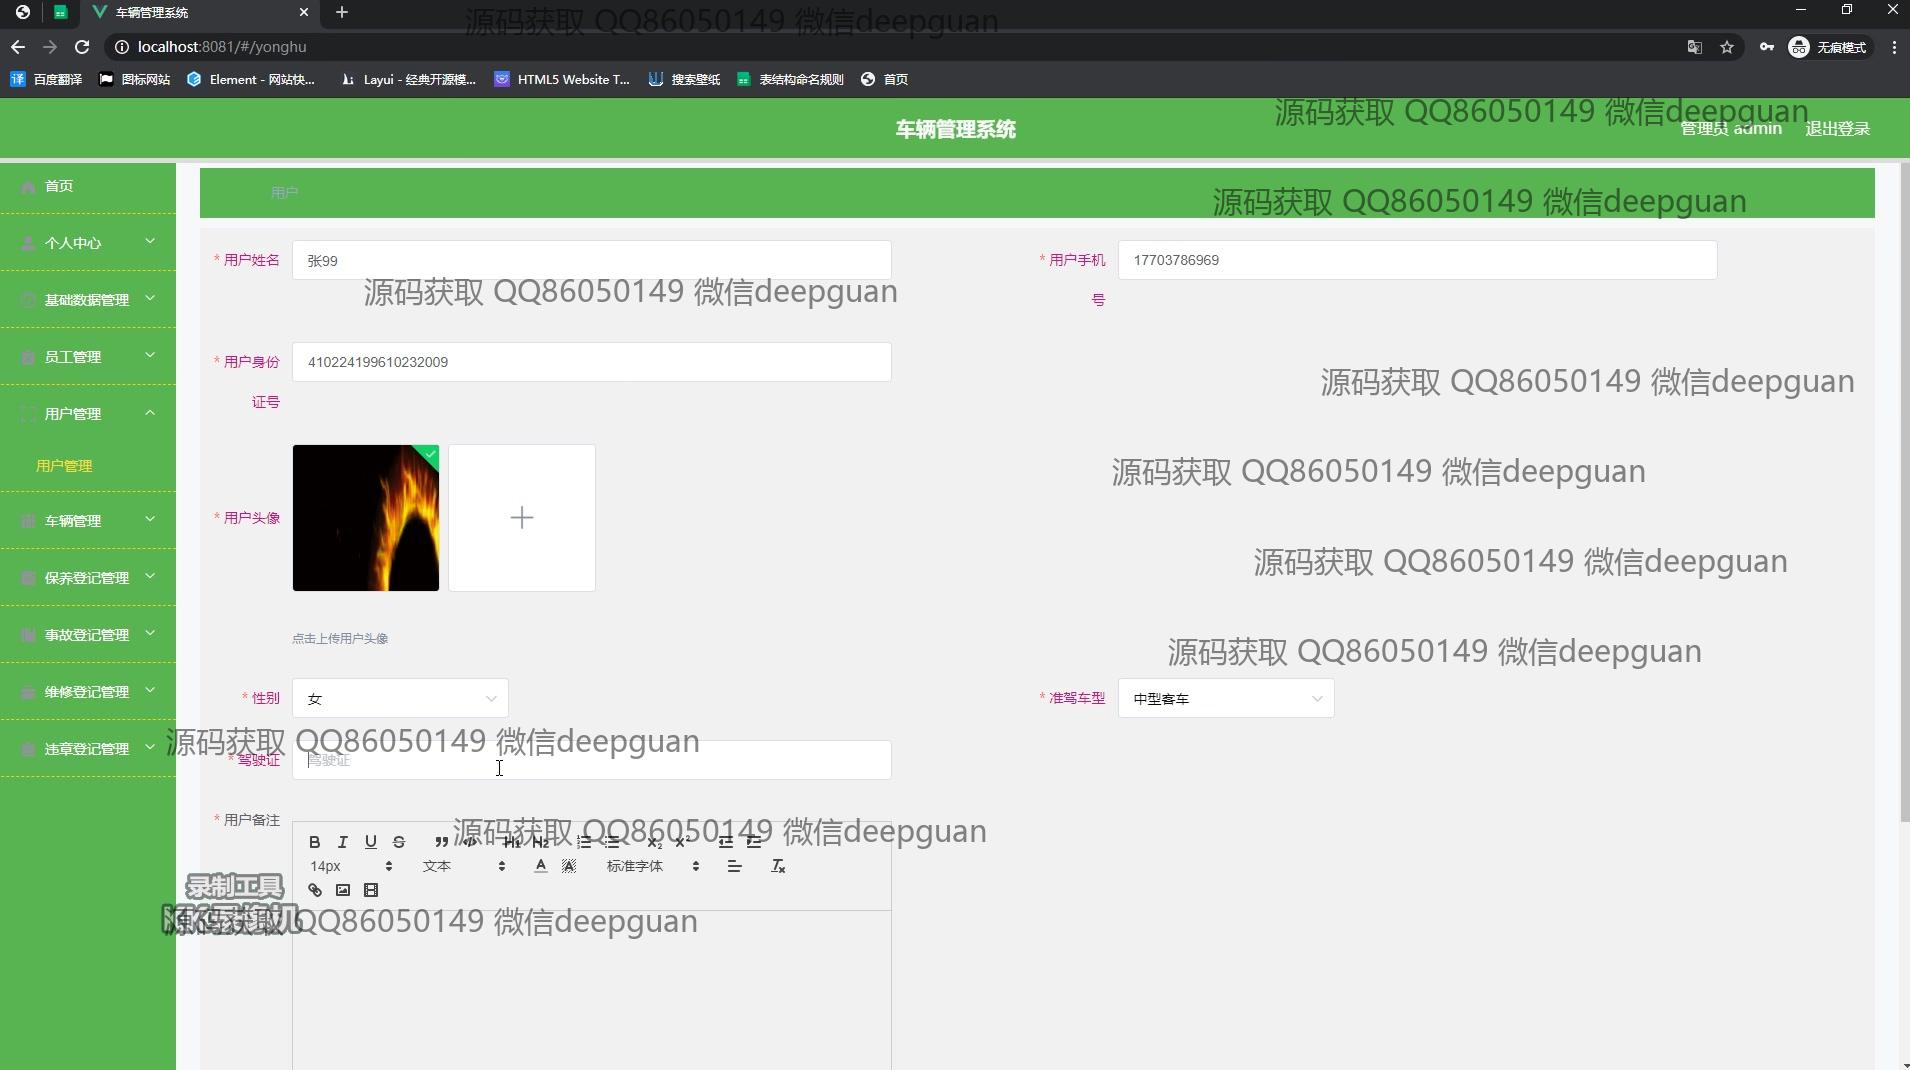 车辆管理系统
源码获取 QQ86050149 微信deepguan
localhost:8081/#/yonghu
无痕模式
百度翻译
图标网站
Element - 网站快...
Layui - 经典开源模...
HTML5 Website T...
搜索壁纸
表结构命名规则
首页
源码获取 QQ86050149 微信deepguan
车辆管理系统
管理员 admin
退出登录
首页
用户
源码获取 QQ86050149 微信deepguan
个人中心
* 用户姓名
张99
* 用户手机号
17703786969
源码获取 QQ86050149 微信deepguan
基础数据管理
员工管理
* 用户身份证号
410224199610232009
源码获取 QQ86050149 微信deepguan
用户管理
用户管理
源码获取 QQ86050149 微信deepguan
车辆管理
* 用户头像
源码获取 QQ86050149 微信deepguan
保养登记管理
事故登记管理
点击上传用户头像
源码获取 QQ86050149 微信deepguan
维修登记管理
* 性别
女
* 准驾车型
中型客车
违章登记管理
源码获取 QQ86050149 微信deepguan
* 驾驶证
驾驶证
* 用户备注
源码获取 QQ86050149 微信deepguan
B I U S
H1 H2
14px
文本
标准字体
录制工具
源码获取 QQ86050149 微信deepguan